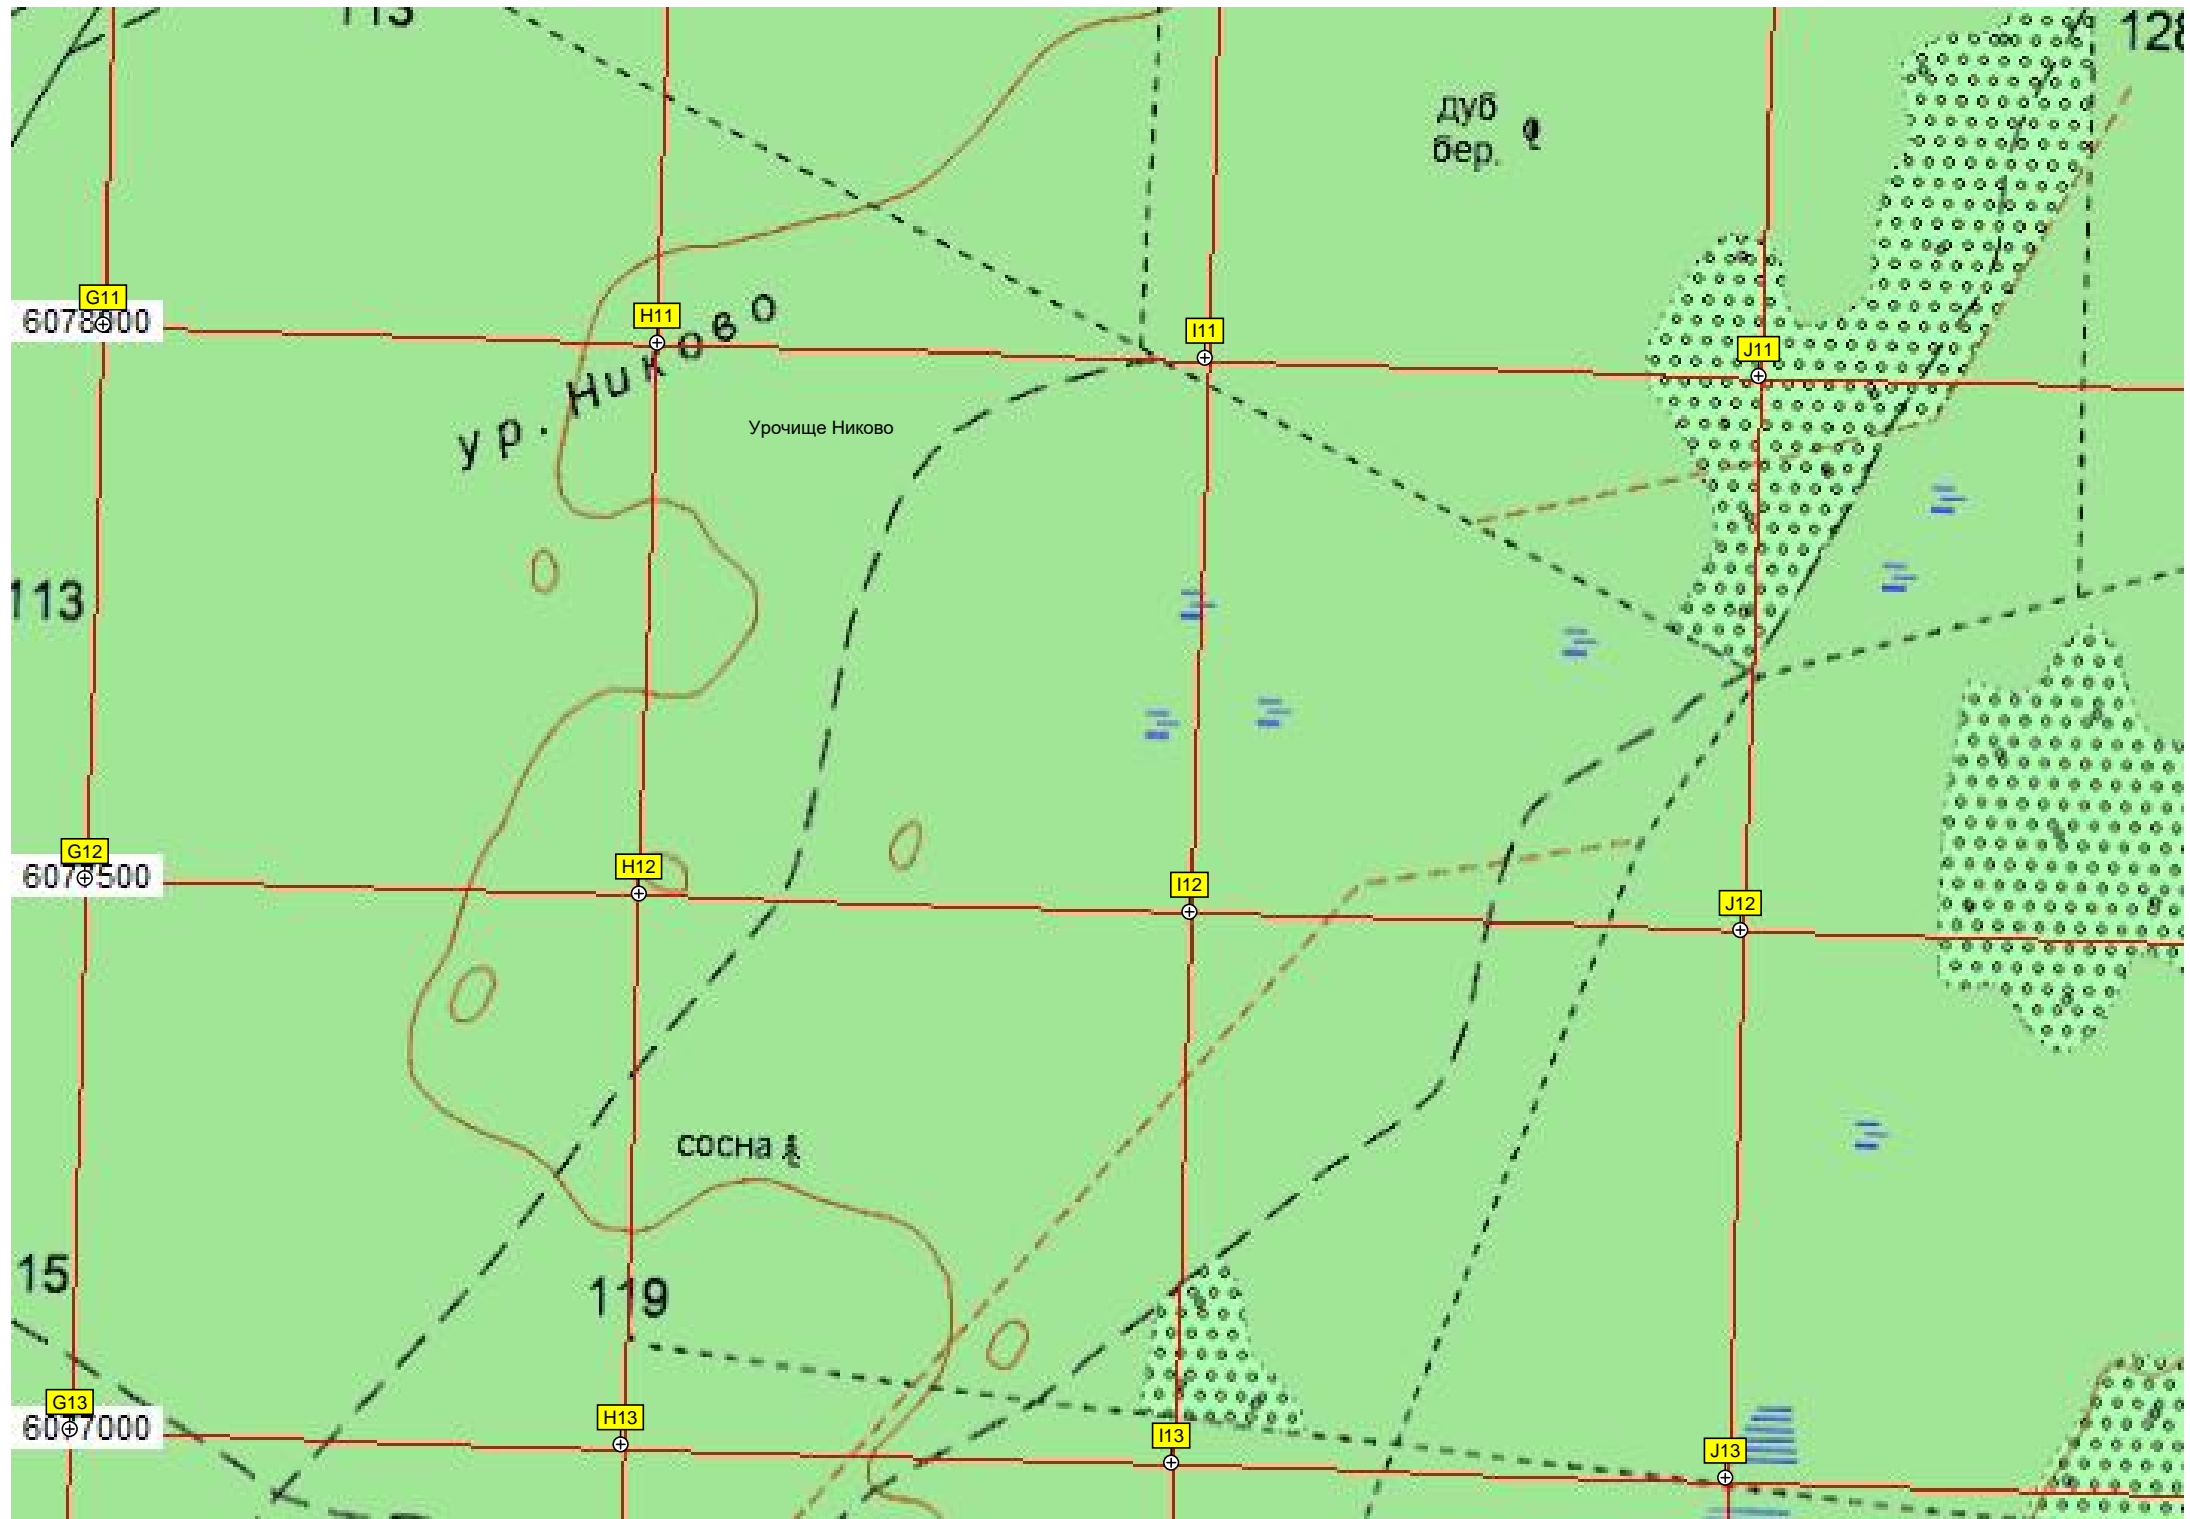 113
128
дуб
бер.
G11
H11
I11
J11
6078000
ур. Никово
Урочище Никово
113
G12
H12
I12
J12
6077500
сосна
15
119
G13
H13
I13
J13
6077000